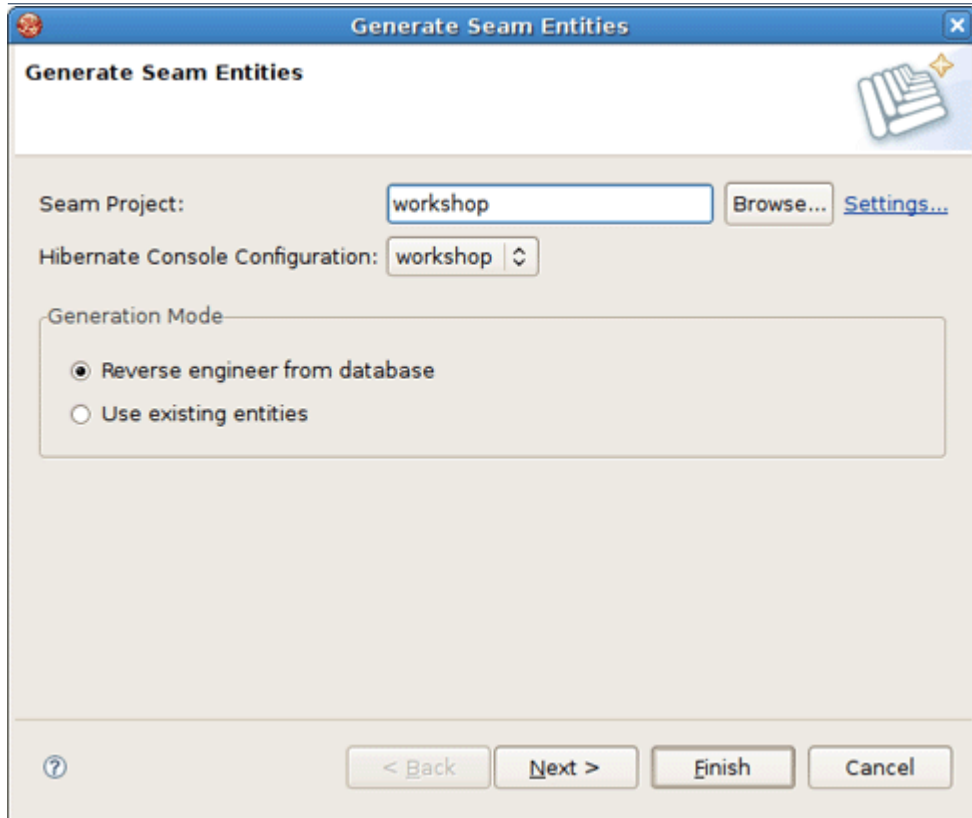 Generate Seam Entities
Generate Seam Entities
Seam Project: workshop Browse... Settings...
Hibernate Console Configuration: workshop
Generation Mode
Reverse engineer from database
Use existing entities
? < Back Next > Finish Cancel